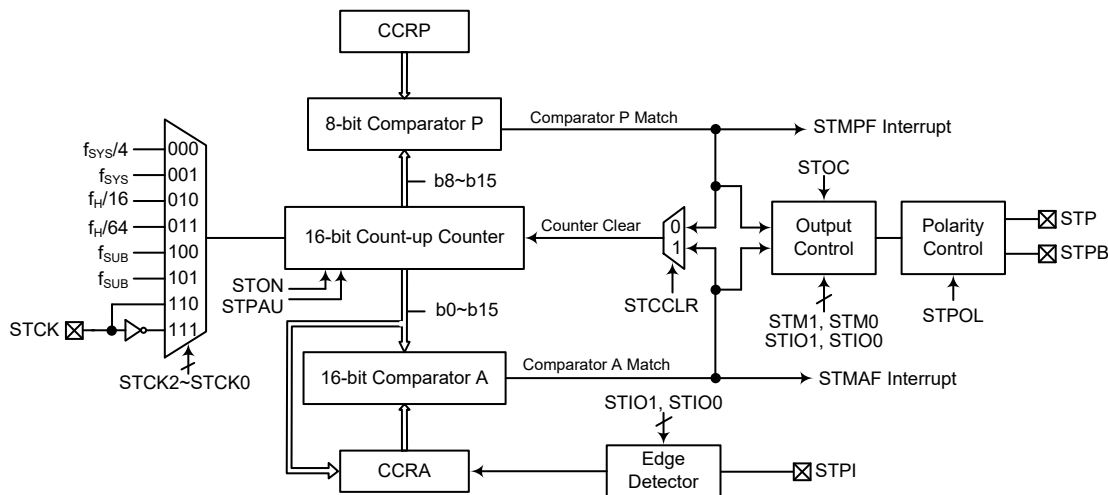 CCRP
8-bit Comparator P
Comparator P Match
STMPF Interrupt
fSYS/4
000
fSYS
001
fH/16
010
fH/64
011
fSUB
100
fSUB
101
110
111
STCK
STCK2~STCK0
b8~b15
16-bit Count-up Counter
Counter Clear
0
1
STCCLR
STOC
Output
Control
Polarity
Control
STP
STPB
STON
STPAU
b0~b15
STM1, STM0
STIO1, STIO0
STPOL
16-bit Comparator A
Comparator A Match
STMAF Interrupt
STIO1, STIO0
CCRA
Edge
Detector
STPI